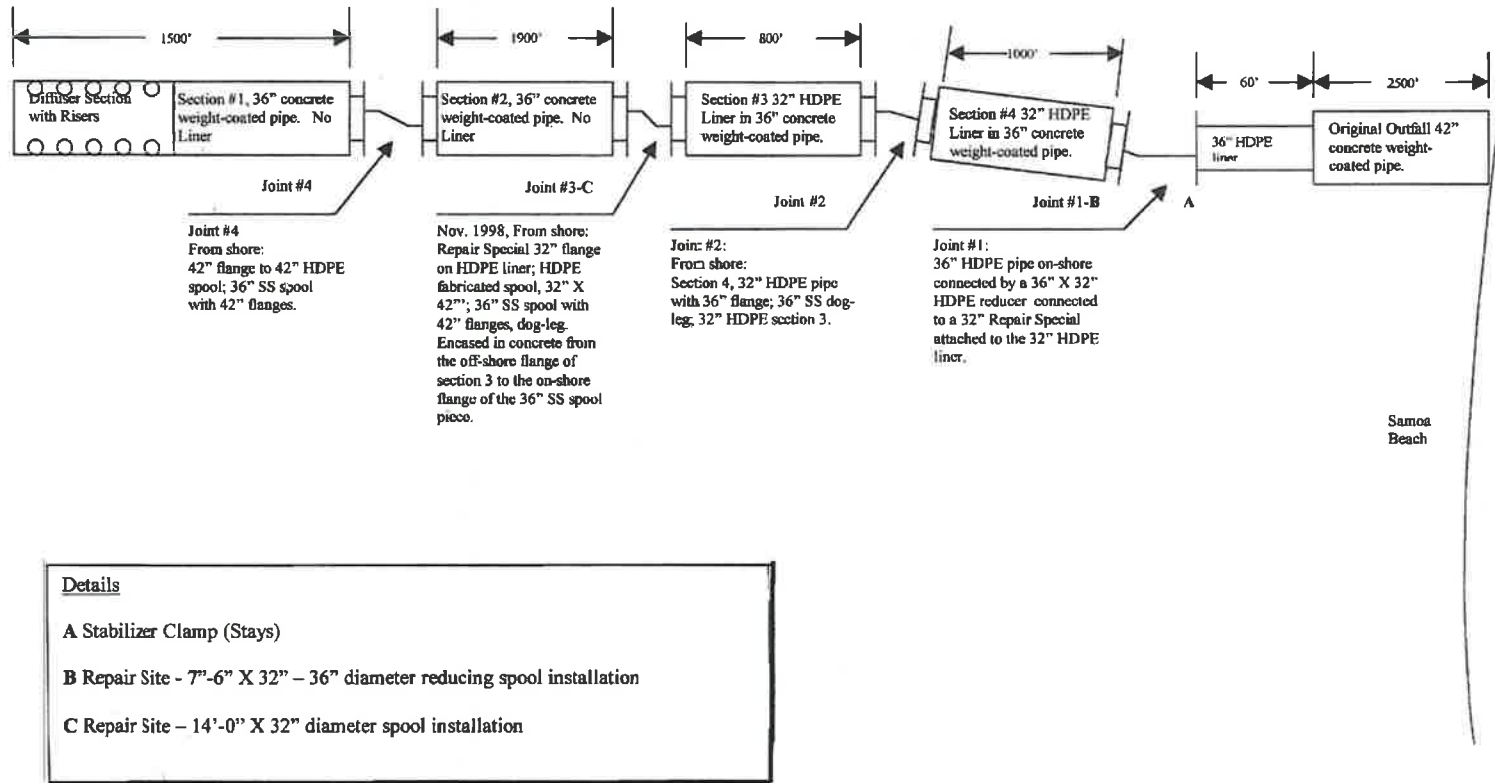 1500'
1900'
800'
1000'
60'
2500'
Diffuser Section
with Risers
Section #1, 36" concrete
weight-coated pipe. No
Liner
Section #2, 36" concrete
weight-coated pipe. No
Liner
Section #3 32" HDPE
Liner in 36" concrete
weight-coated pipe.
Section #4 32" HDPE
Liner in 36" concrete
weight-coated pipe.
36" HDPE
liner
Original Outfall 42"
concrete weight-
coated pipe.
Joint #4
Joint #3-C
Joint #2
Joint #1-B
A
Joint #4
From shore:
42" flange to 42" HDPE
spool; 36" SS spool
with 42" flanges.
Nov. 1998, From shore:
Repair Special 32" flange
on HDPE liner; HDPE
fabricated spool, 32" X
42"'; 36" SS spool with
42" flanges, dog-leg.
Encased in concrete from
the off-shore flange of
section 3 to the on-shore
flange of the 36" SS spool
piece.
Joint #2:
From shore:
Section 4, 32" HDPE pipe
with 36" flange; 36" SS dog-
leg; 32" HDPE section 3.
Joint #1:
36" HDPE pipe on-shore
connected by a 36" X 32"
HDPE reducer connected
to a 32" Repair Special
attached to the 32" HDPE
liner.
Samoa
Beach
Details
A Stabilizer Clamp (Stays)
B Repair Site - 7"-6" X 32" – 36" diameter reducing spool installation
C Repair Site – 14'-0" X 32" diameter spool installation